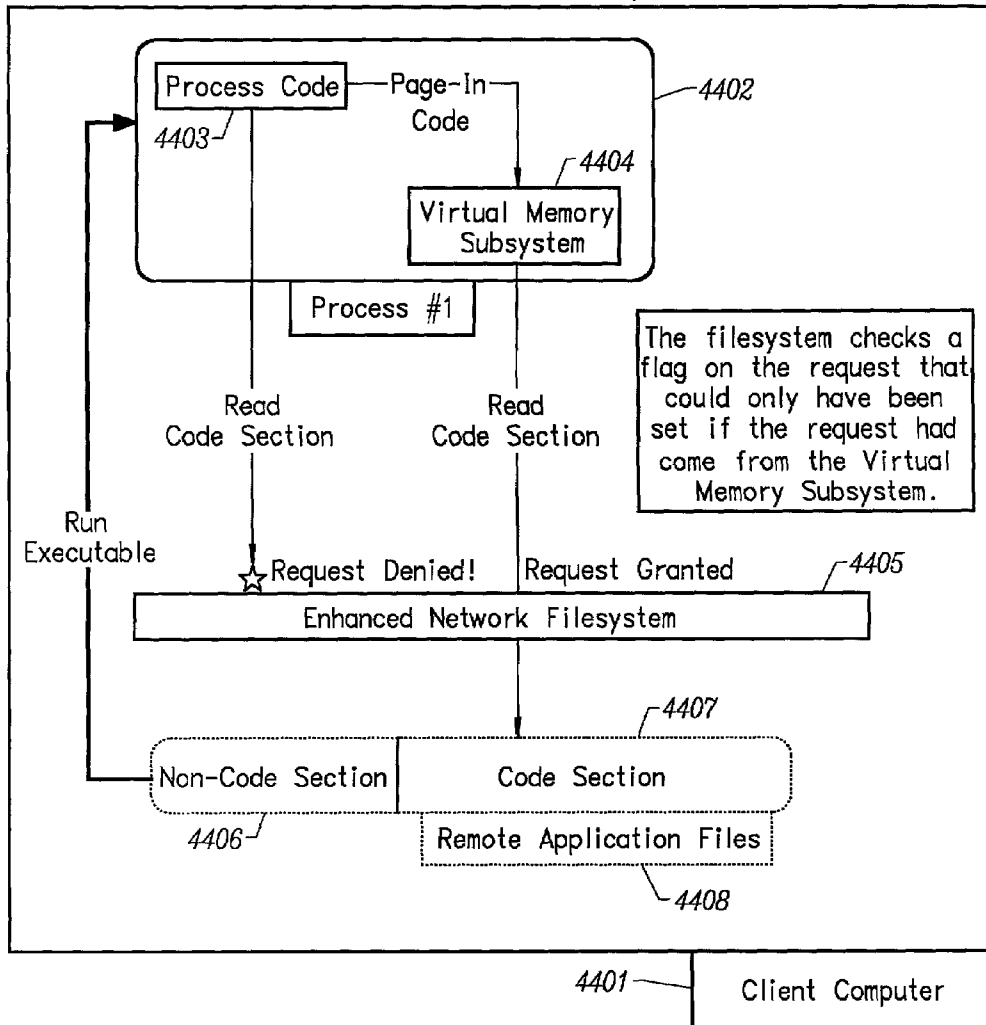 Process Code
Page-In
Code
4402
4403
4404
Virtual Memory
Subsystem
Process #1
The filesystem checks a
flag on the request that
could only have been
set if the request had
come from the Virtual
Memory Subsystem.
Read
Code Section
Read
Code Section
Run
Executable
Request Denied!
Request Granted
4405
Enhanced Network Filesystem
4407
Non-Code Section
Code Section
4406
Remote Application Files
4408
4401
Client Computer